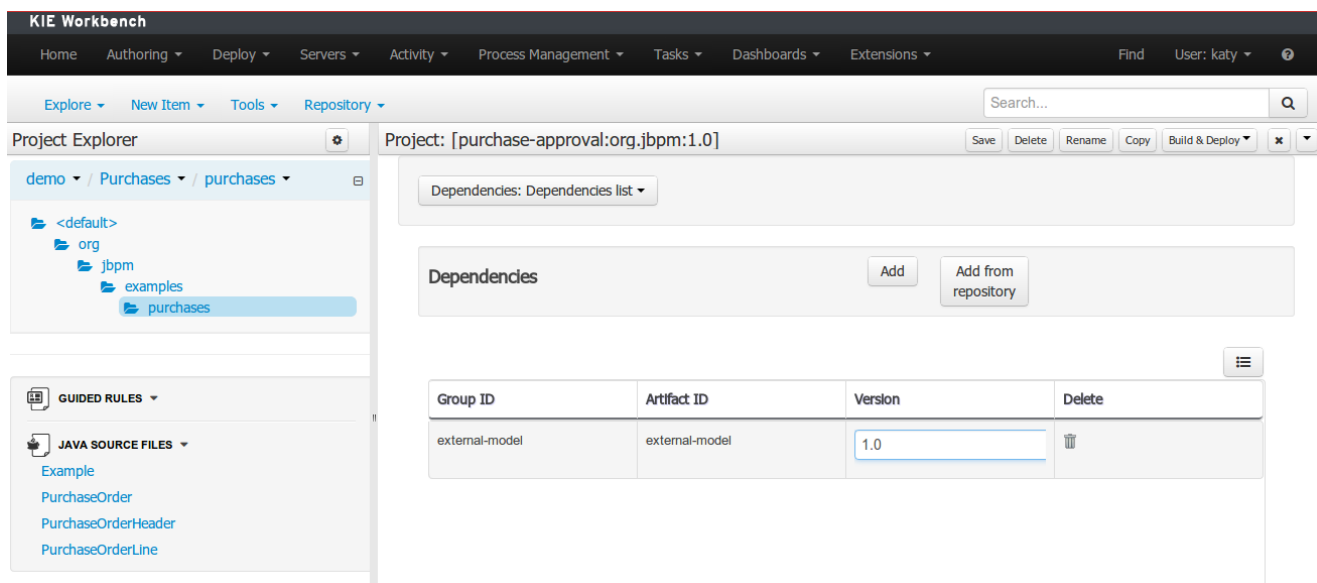 KIE Workbench
Home Authoring Deploy Servers Activity Process Management Tasks Dashboards Extensions Find User: katy
Explore New Item Tools Repository Search...
Project Explorer
Project: [purchase-approval:org.jbpm:1.0]
Save Delete Rename Copy Build & Deploy
demo / Purchases / purchases
<default>
org
jbpm
examples
purchases
GUIDED RULES
JAVA SOURCE FILES
Example
PurchaseOrder
PurchaseOrderHeader
PurchaseOrderLine
Dependencies: Dependencies list
Dependencies
Add
Add from
repository
Group ID Artifact ID Version Delete
external-model external-model 1.0